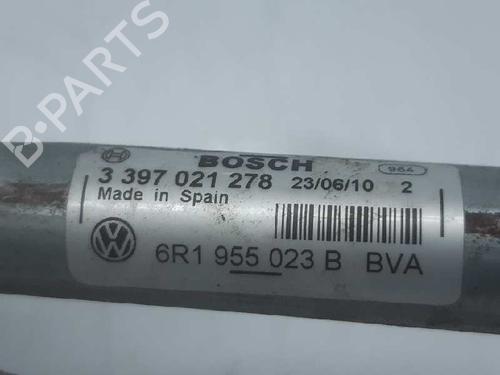 B-PARTS
BOSCH
964
3 397 021 278 23/06/10 2
Made in Spain
6R1 955 023 B BVA